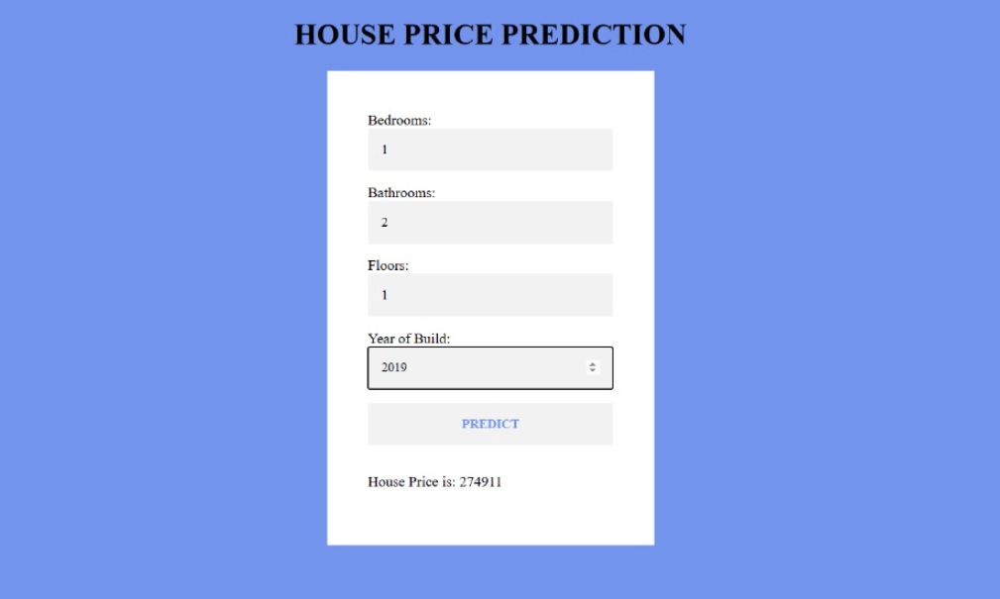 HOUSE PRICE PREDICTION
Bedrooms:
1
Bathrooms:
2
Floors:
1
Year of Build:
2019
PREDICT
House Price is: 274911